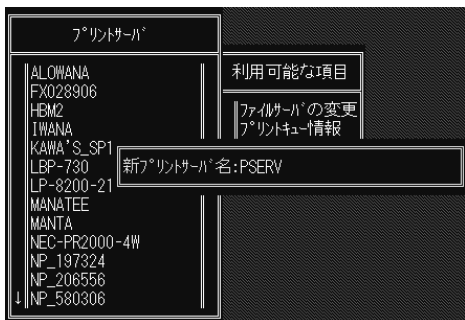 プリントサーバ
ALOWANA
FX028906
HBM2
IWANA
KAWA'S_SP1
LBP-730
LP-8200-21
MANATEE
MANTA
NEC-PR2000-4W
NP_197324
NP_206556
↓NP_580306
利用可能な項目
ファイルサーバの変更
プリントキュー情報
新プリントサーバ名:PSERV